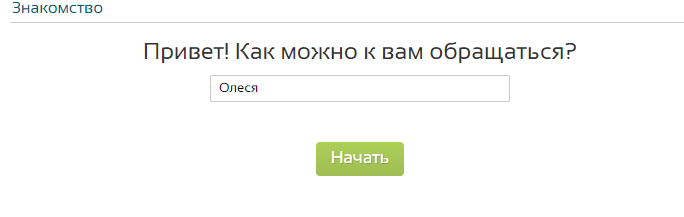 Знакомство
Привет! Как можно к вам обращаться?
Олеся
Начать